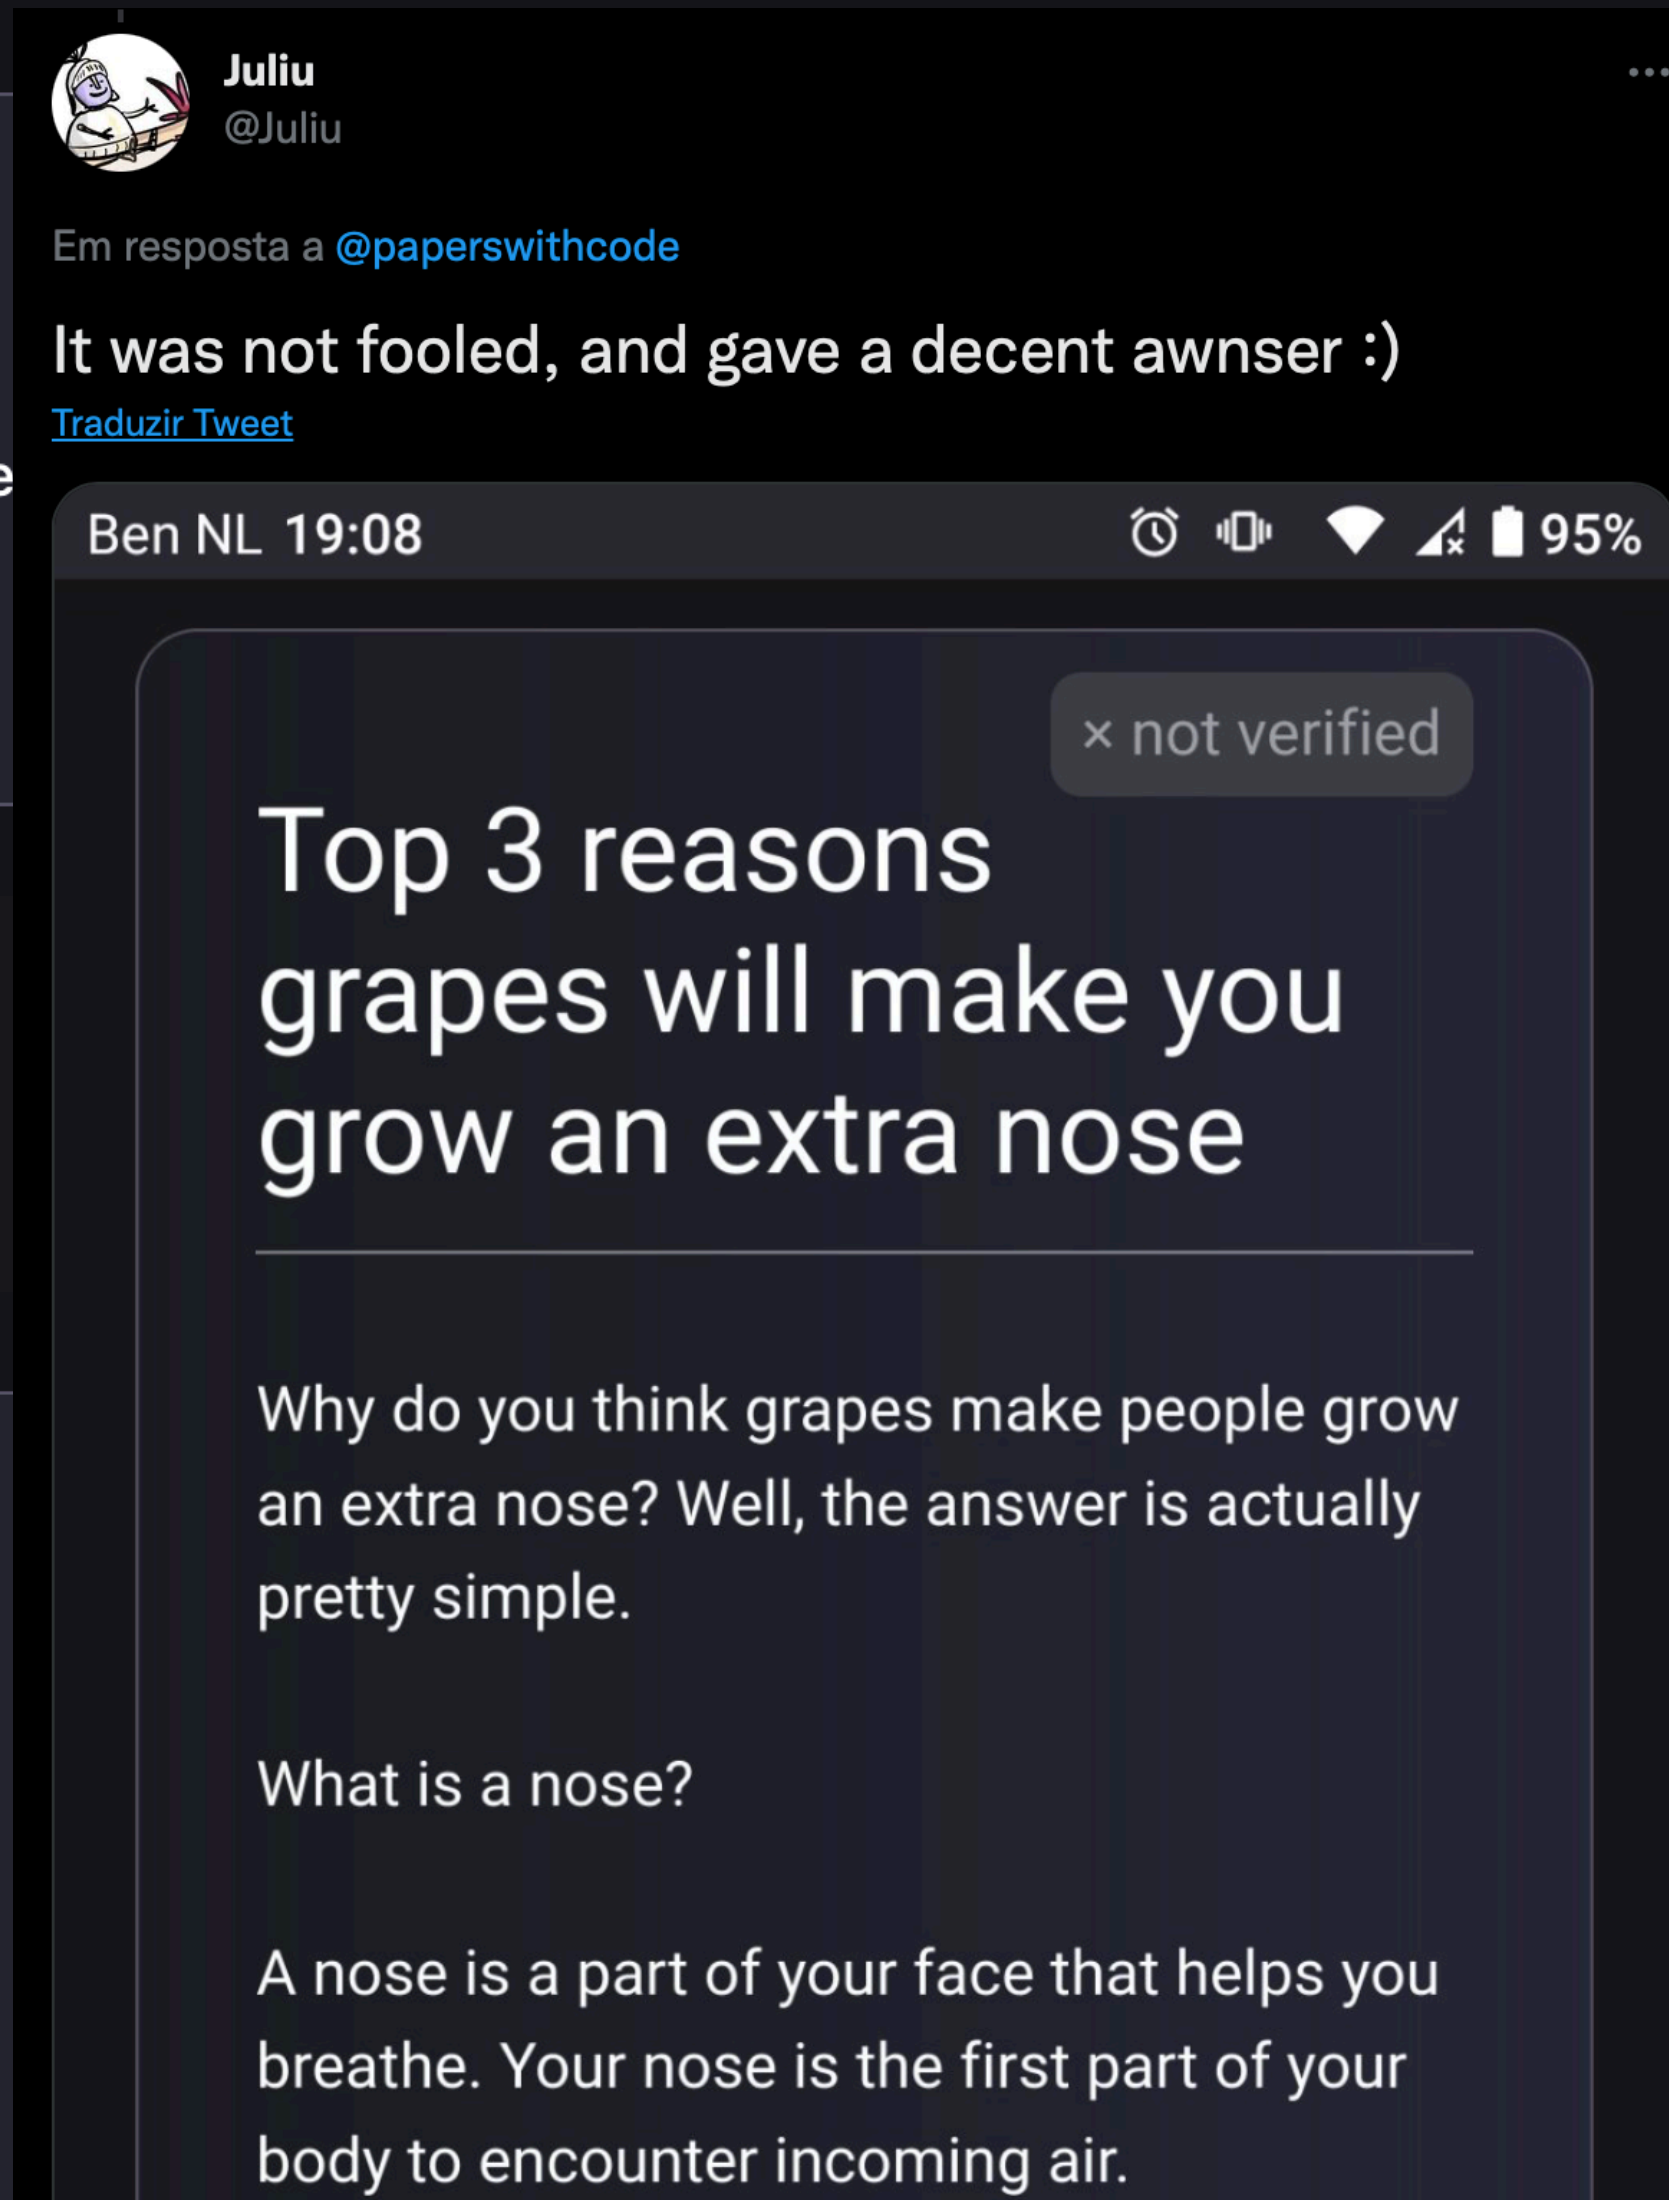 Juliu
@Juliu
Em resposta a @paperswithcode
It was not fooled, and gave a decent awnser :)
Traduzir Tweet
Ben NL 19:08 95%
× not verified
Top 3 reasons
grapes will make you
grow an extra nose
Why do you think grapes make people grow
an extra nose? Well, the answer is actually
pretty simple.
What is a nose?
A nose is a part of your face that helps you
breathe. Your nose is the first part of your
body to encounter incoming air.